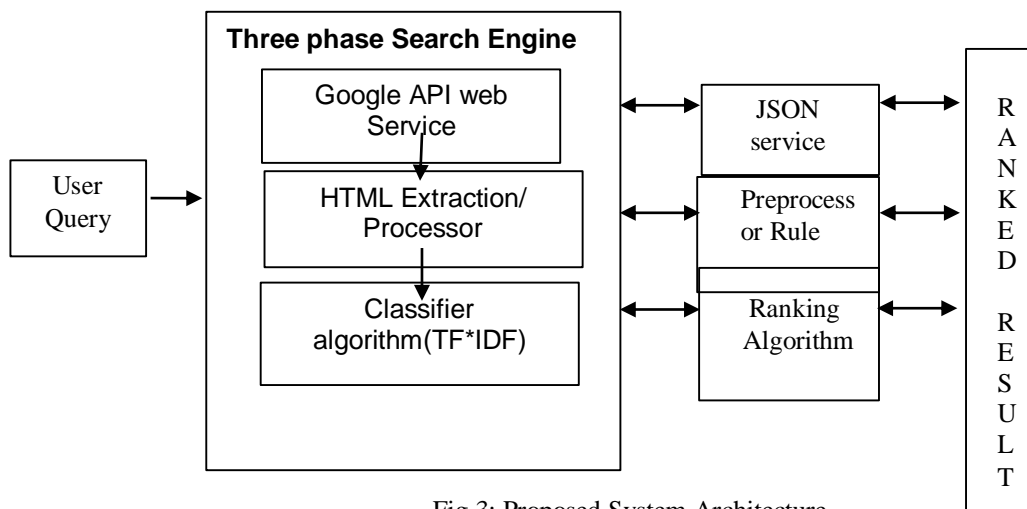 Three phase Search Engine
Google API web
Service
HTML Extraction/
Processor
Classifier
algorithm(TF*IDF)
User
Query
JSON
service
Preprocess
or Rule
Ranking
Algorithm
R
A
N
K
E
D
R
E
S
U
L
T
Fig 3: Proposed System Architecture